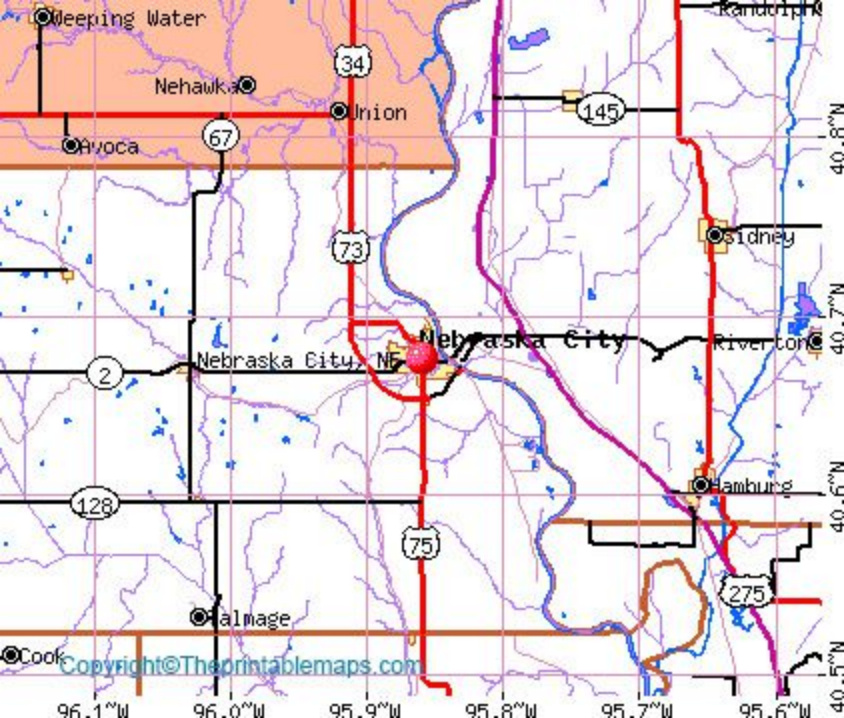 Weeping Water
Randolph
34
Nehawka
Union
145
67
Avoca
40.8°N
Sidney
73
40.7°N
Nebraska City
Riverton
Nebraska City, NE
2
Hamburg
40.6°N
128
75
275
Talmage
Cook
Copyright©Theprintablemaps.com
40.5°N
96.1°W 96.0°W 95.9°W 95.8°W 95.7°W 95.6°W